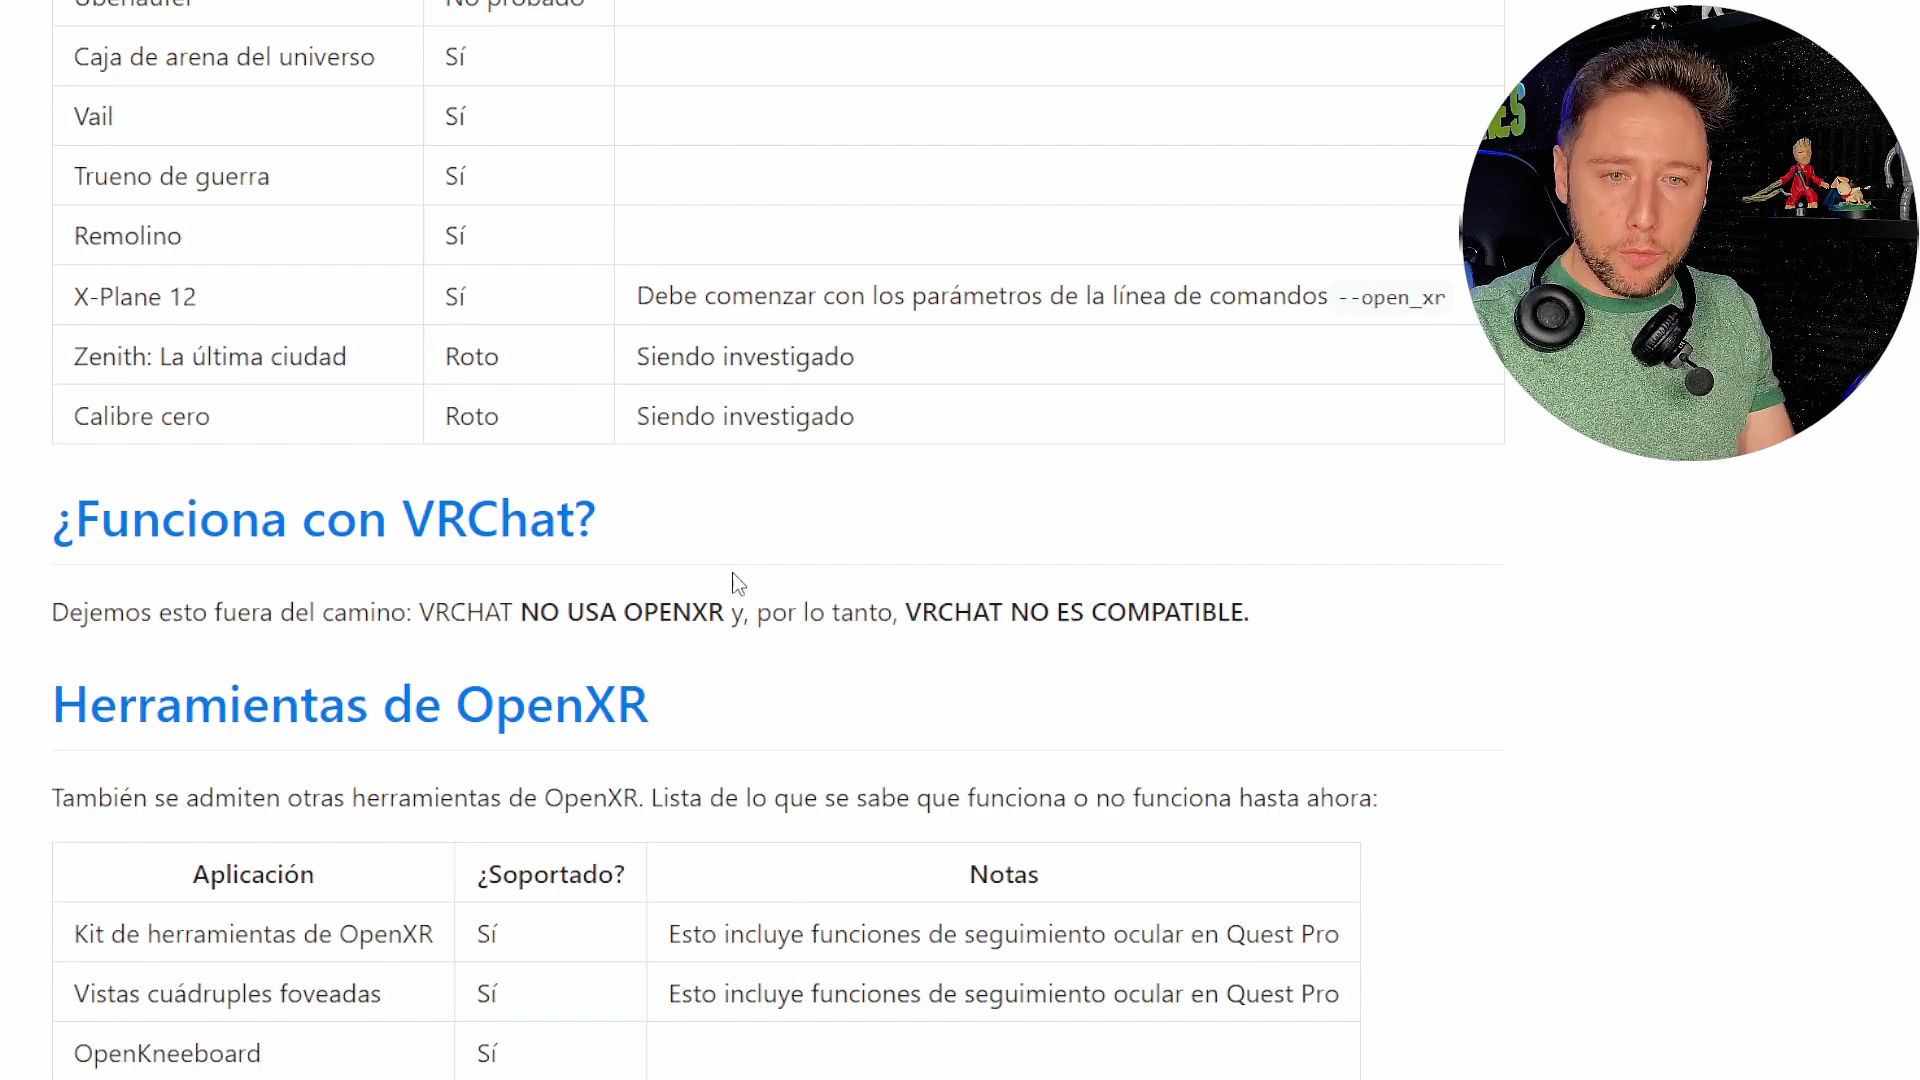 No probado
Caja de arena del universo Sí
Vail Sí
Trueno de guerra Sí
Remolino Sí
X-Plane 12 Sí Debe comenzar con los parámetros de la línea de comandos --open_xr
Zenith: La última ciudad Roto Siendo investigado
Calibre cero Roto Siendo investigado
¿Funciona con VRChat?
Dejemos esto fuera del camino: VRCHAT NO USA OPENXR y, por lo tanto, VRCHAT NO ES COMPATIBLE.
Herramientas de OpenXR
También se admiten otras herramientas de OpenXR. Lista de lo que se sabe que funciona o no funciona hasta ahora:
Aplicación ¿Soportado? Notas
Kit de herramientas de OpenXR Sí Esto incluye funciones de seguimiento ocular en Quest Pro
Vistas cuádruples foveadas Sí Esto incluye funciones de seguimiento ocular en Quest Pro
OpenKneeboard Sí